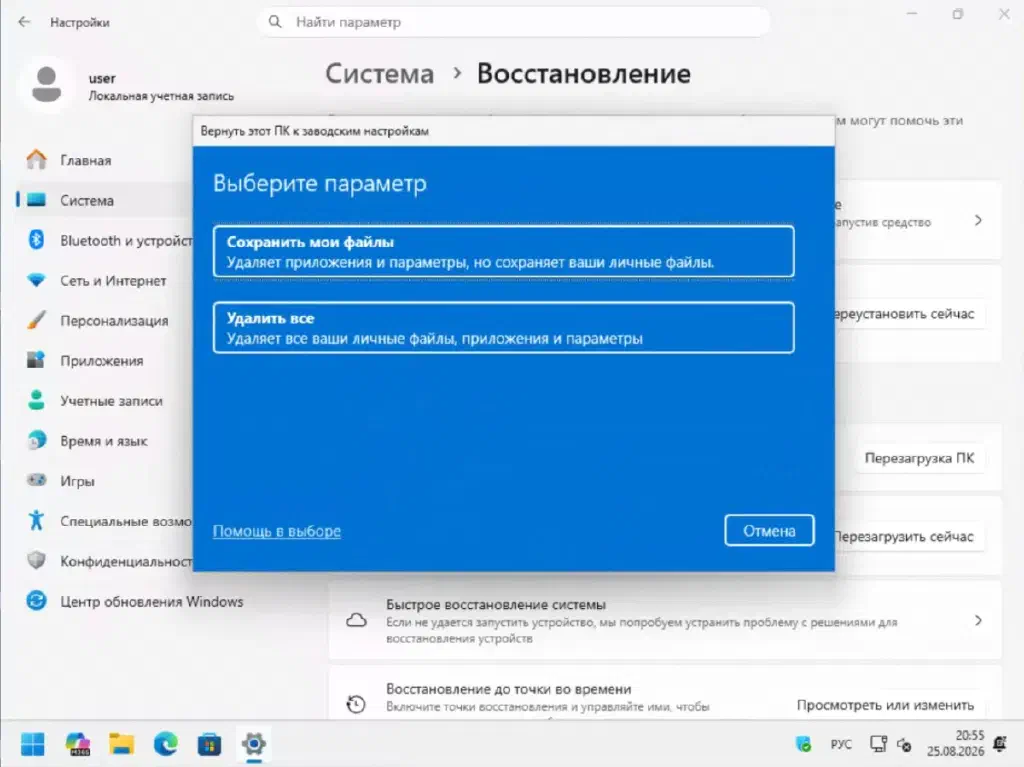 Настройки
Найти параметр
user
Локальная учетная запись
Система › Восстановление
м могут помочь эти
Вернуть этот ПК к заводским настройкам
Выберите параметр
Сохранить мои файлы
Удаляет приложения и параметры, но сохраняет ваши личные файлы.
Удалить все
Удаляет все ваши личные файлы, приложения и параметры
Помощь в выборе
Отмена
Главная
Система
Bluetooth и устройст
Сеть и Интернет
Персонализация
Приложения
Учетные записи
Время и язык
Игры
Специальные возмо
Конфиденциальност
Центр обновления Windows
е
апустив средство
ереустановить сейчас
Перезагрузка ПК
Перезагрузить сейчас
Быстрое восстановление системы
Если не удается запустить устройство, мы попробуем устранить проблему с решениями для
восстановления устройств
Восстановление до точки во времени
Включите точки восстановления и управляйте ими, чтобы
Просмотреть или изменить
M365
РУС
20:55
25.08.2026